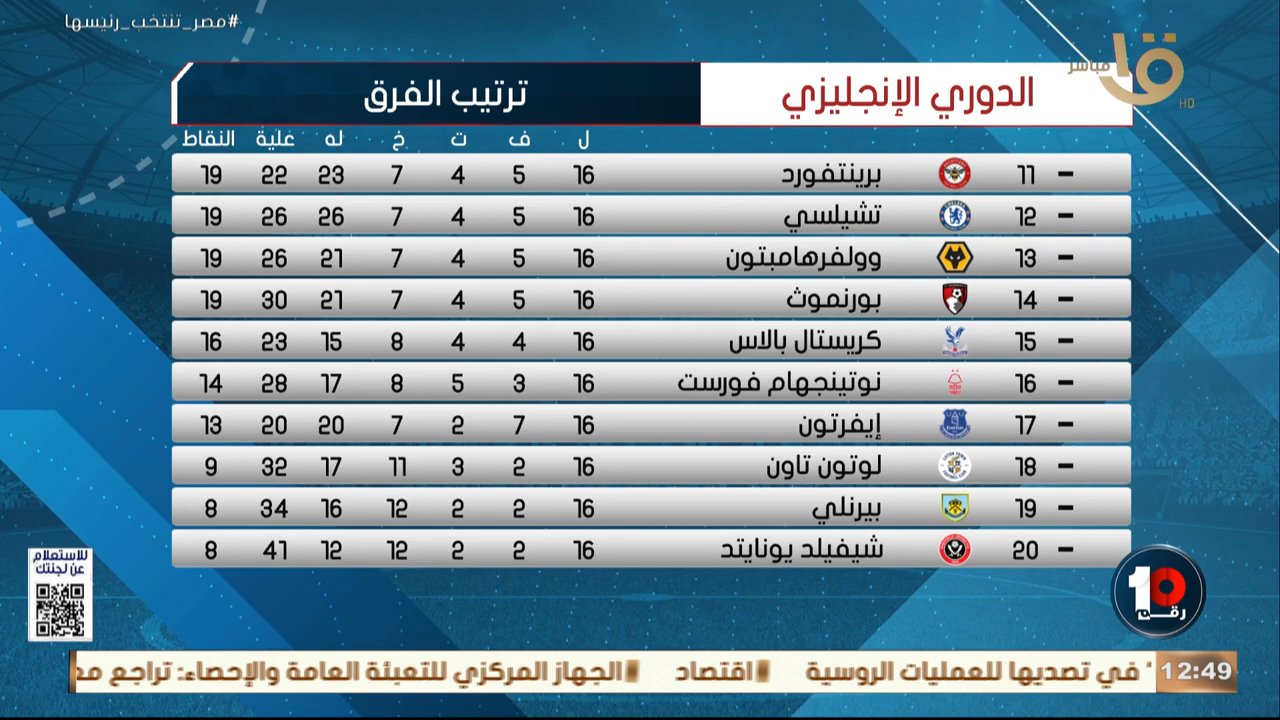 #مصر_تنتخب_رئيسها
مباشر
HD
الدوري الإنجليزي
ترتيب الفرق
ل ف ت خ له علية النقاط
11 برينتفورد 16 5 4 7 23 22 19
12 تشيلسي 16 5 4 7 26 26 19
13 وولفرهامبتون 16 5 4 7 21 26 19
14 بورنموث 16 5 4 7 21 30 19
15 كريستال بالاس 16 4 4 8 15 23 16
16 نوتينجهام فورست 16 3 5 8 17 28 14
17 إيفرتون 16 7 2 7 20 20 13
18 لوتون تاون 16 2 3 11 17 32 9
19 بيرنلي 16 2 2 12 16 34 8
20 شيفيلد يونايتد 16 2 2 12 12 41 8
للاستعلام
عن لجنتك
10
رقم
12:49 في تصديها للعمليات الروسية اقتصاد الجهاز المركزي للتعبئة العامة والإحصاء: تراجع مع